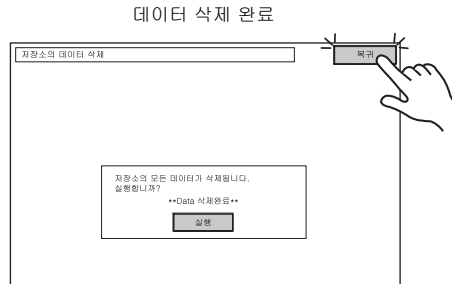 데이터 삭제 완료
저장소의 데이터 삭제
복귀
저장소의 모든 데이터가 삭제됩니다.
실행합니까?
**Data 삭제완료**
실행